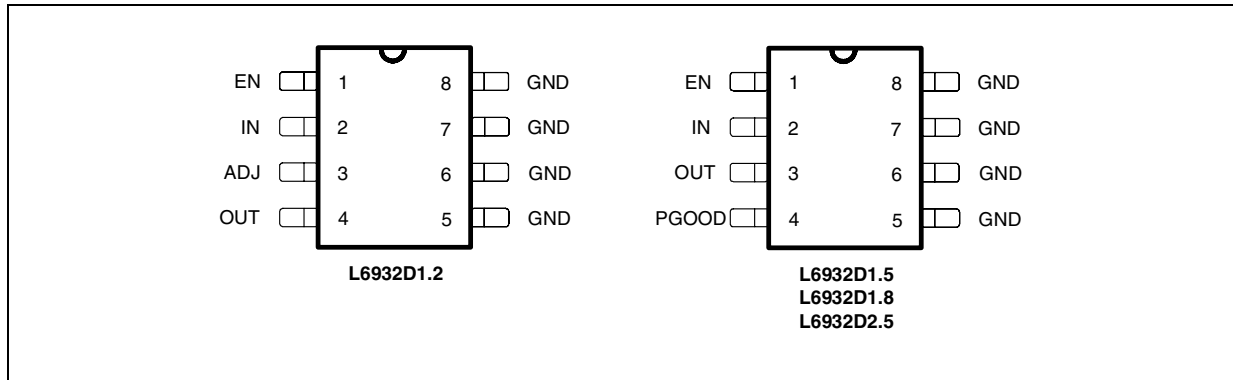 EN 1 8 GND
IN 2 7 GND
ADJ 3 6 GND
OUT 4 5 GND
L6932D1.2
EN 1 8 GND
IN 2 7 GND
OUT 3 6 GND
PGOOD 4 5 GND
L6932D1.5
L6932D1.8
L6932D2.5